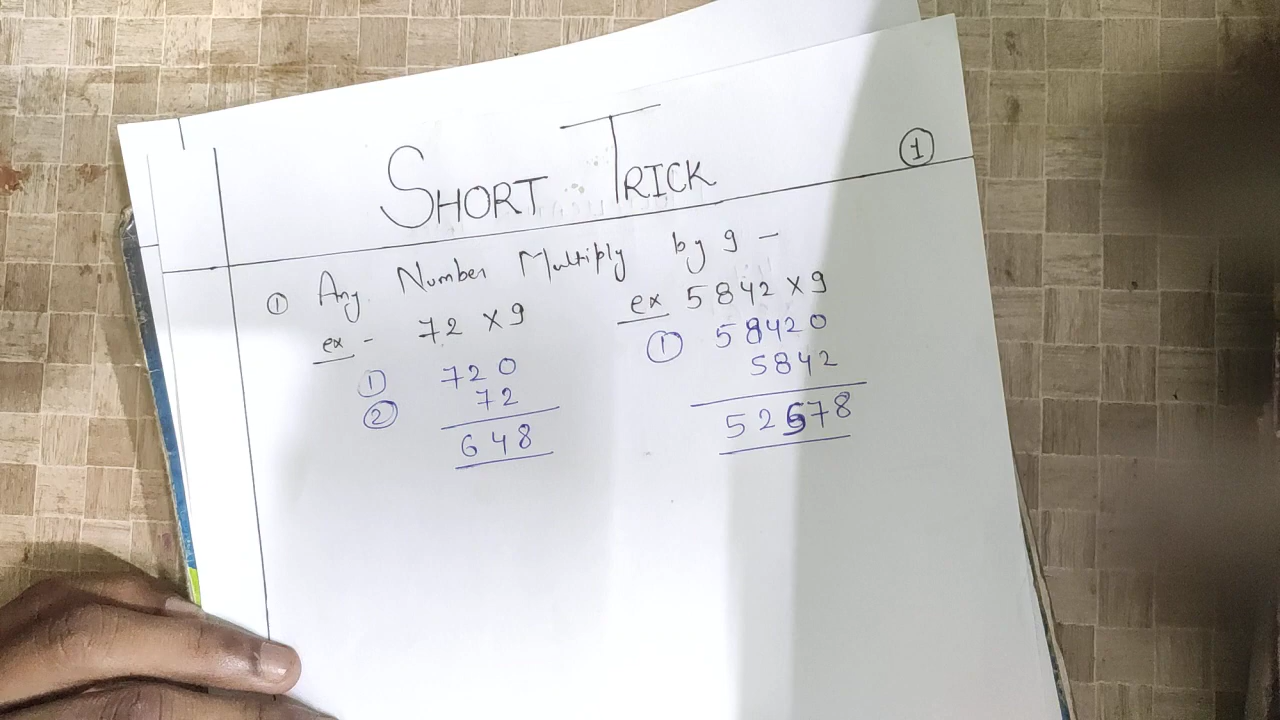 SHORT TRICK
①
① Any Number Multiply by 9 -
ex - 72 X 9
① 720
② 72
648
ex 5842 X 9
① 58420
5842
52578